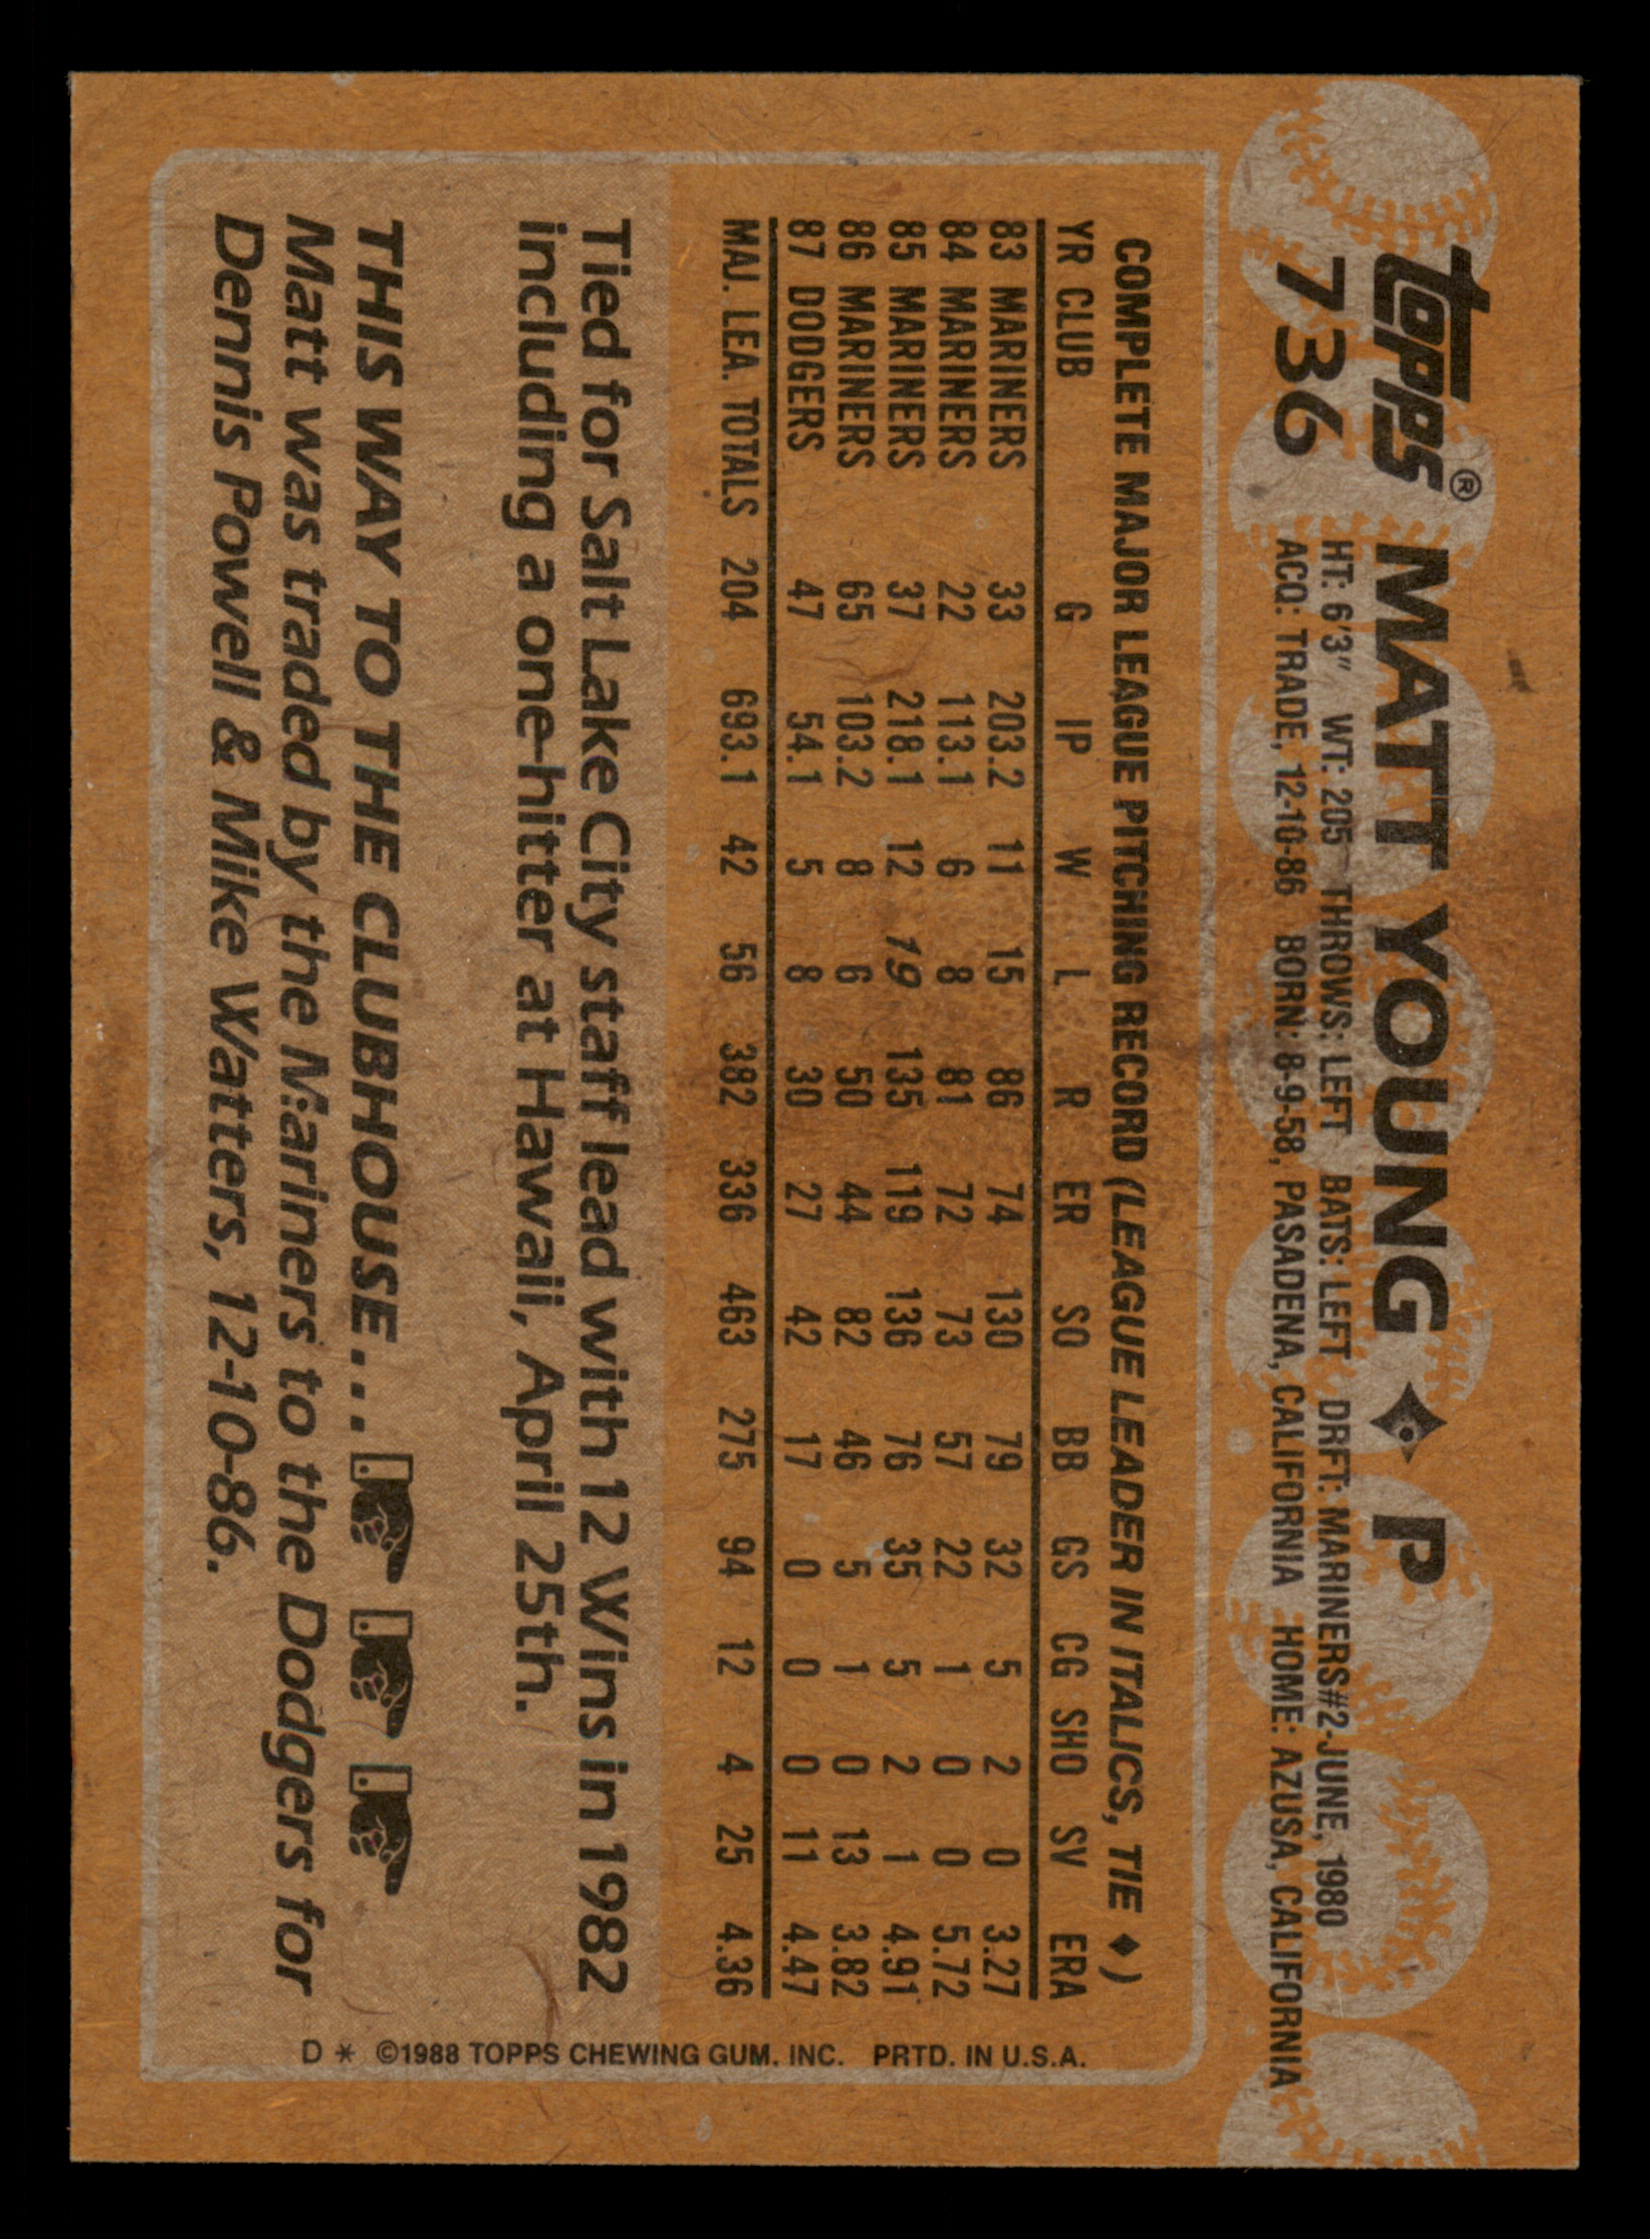 topps® MATT YOUNG P
736 HT: 6'3" WT: 205 THROWS: LEFT BATS: LEFT DRFT: MARINERS#2-JUNE, 1980
ACQ: TRADE, 12-10-86 BORN: 8-9-58, PASADENA, CALIFORNIA HOME: AZUSA, CALIFORNIA
COMPLETE MAJOR LEAGUE PITCHING RECORD (LEAGUE LEADER IN ITALICS, TIE ♦)
YR CLUB G IP W L R ER SO BB GS CG SHO SV ERA
83 MARINERS 33 203.2 11 15 86 74 130 79 32 5 2 0 3.27
84 MARINERS 22 113.1 6 8 81 72 73 57 22 1 0 0 5.72
85 MARINERS 37 218.1 12 19 135 119 136 76 35 5 2 1 4.91
86 MARINERS 65 103.2 8 6 50 44 82 46 5 1 0 13 3.82
87 DODGERS 47 54.1 5 8 30 27 42 17 0 0 0 11 4.47
MAJ. LEA. TOTALS 204 693.1 42 56 382 336 463 275 94 12 4 25 4.36
Tied for Salt Lake City staff lead with 12 Wins in 1982
including a one-hitter at Hawaii, April 25th.
THIS WAY TO THE CLUBHOUSE...
Matt was traded by the Mariners to the Dodgers for
Dennis Powell & Mike Watters, 12-10-86.
D * ©1988 TOPPS CHEWING GUM, INC. PRTD. IN U.S.A.